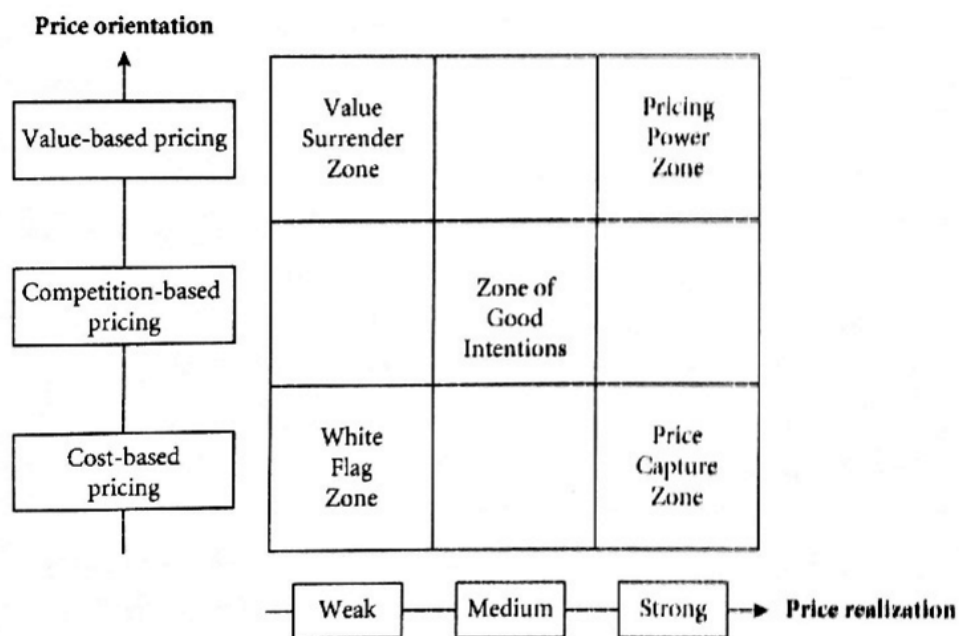 Price orientation
Value-based pricing
Competition-based
pricing
Cost-based
pricing
Value
Surrender
Zone
Pricing
Power
Zone
Zone of
Good
Intentions
White
Flag
Zone
Price
Capture
Zone
Weak
Medium
Strong
Price realization